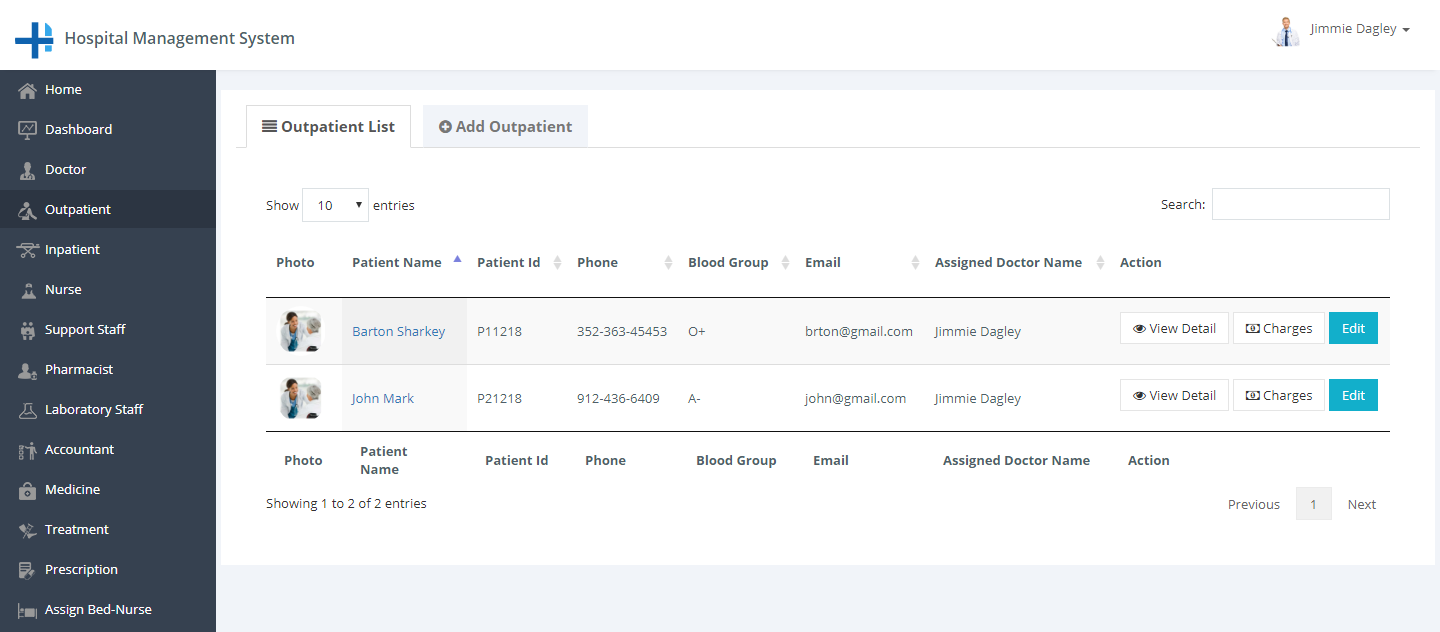 Hospital Management System
Jimmie Dagley
Home
Dashboard
Doctor
Outpatient
Inpatient
Nurse
Support Staff
Pharmacist
Laboratory Staff
Accountant
Medicine
Treatment
Prescription
Assign Bed-Nurse
Outpatient List
Add Outpatient
Show 10 entries
Search:
Photo Patient Name Patient Id Phone Blood Group Email Assigned Doctor Name Action
Barton Sharkey P11218 352-363-45453 O+ brton@gmail.com Jimmie Dagley View Detail Charges Edit
John Mark P21218 912-436-6409 A- john@gmail.com Jimmie Dagley View Detail Charges Edit
Photo Patient Name Patient Id Phone Blood Group Email Assigned Doctor Name Action
Showing 1 to 2 of 2 entries
Previous 1 Next